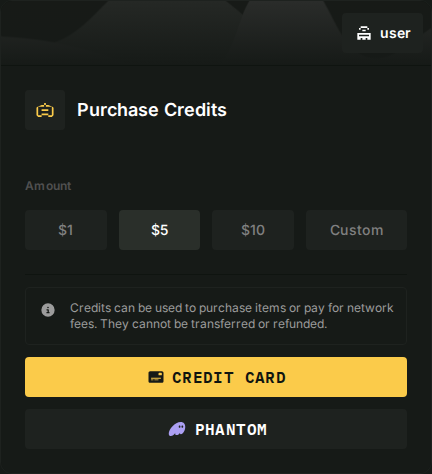 user
Purchase Credits
Amount
$1
$5
$10
Custom
Credits can be used to purchase items or pay for network
fees. They cannot be transferred or refunded.
CREDIT CARD
PHANTOM